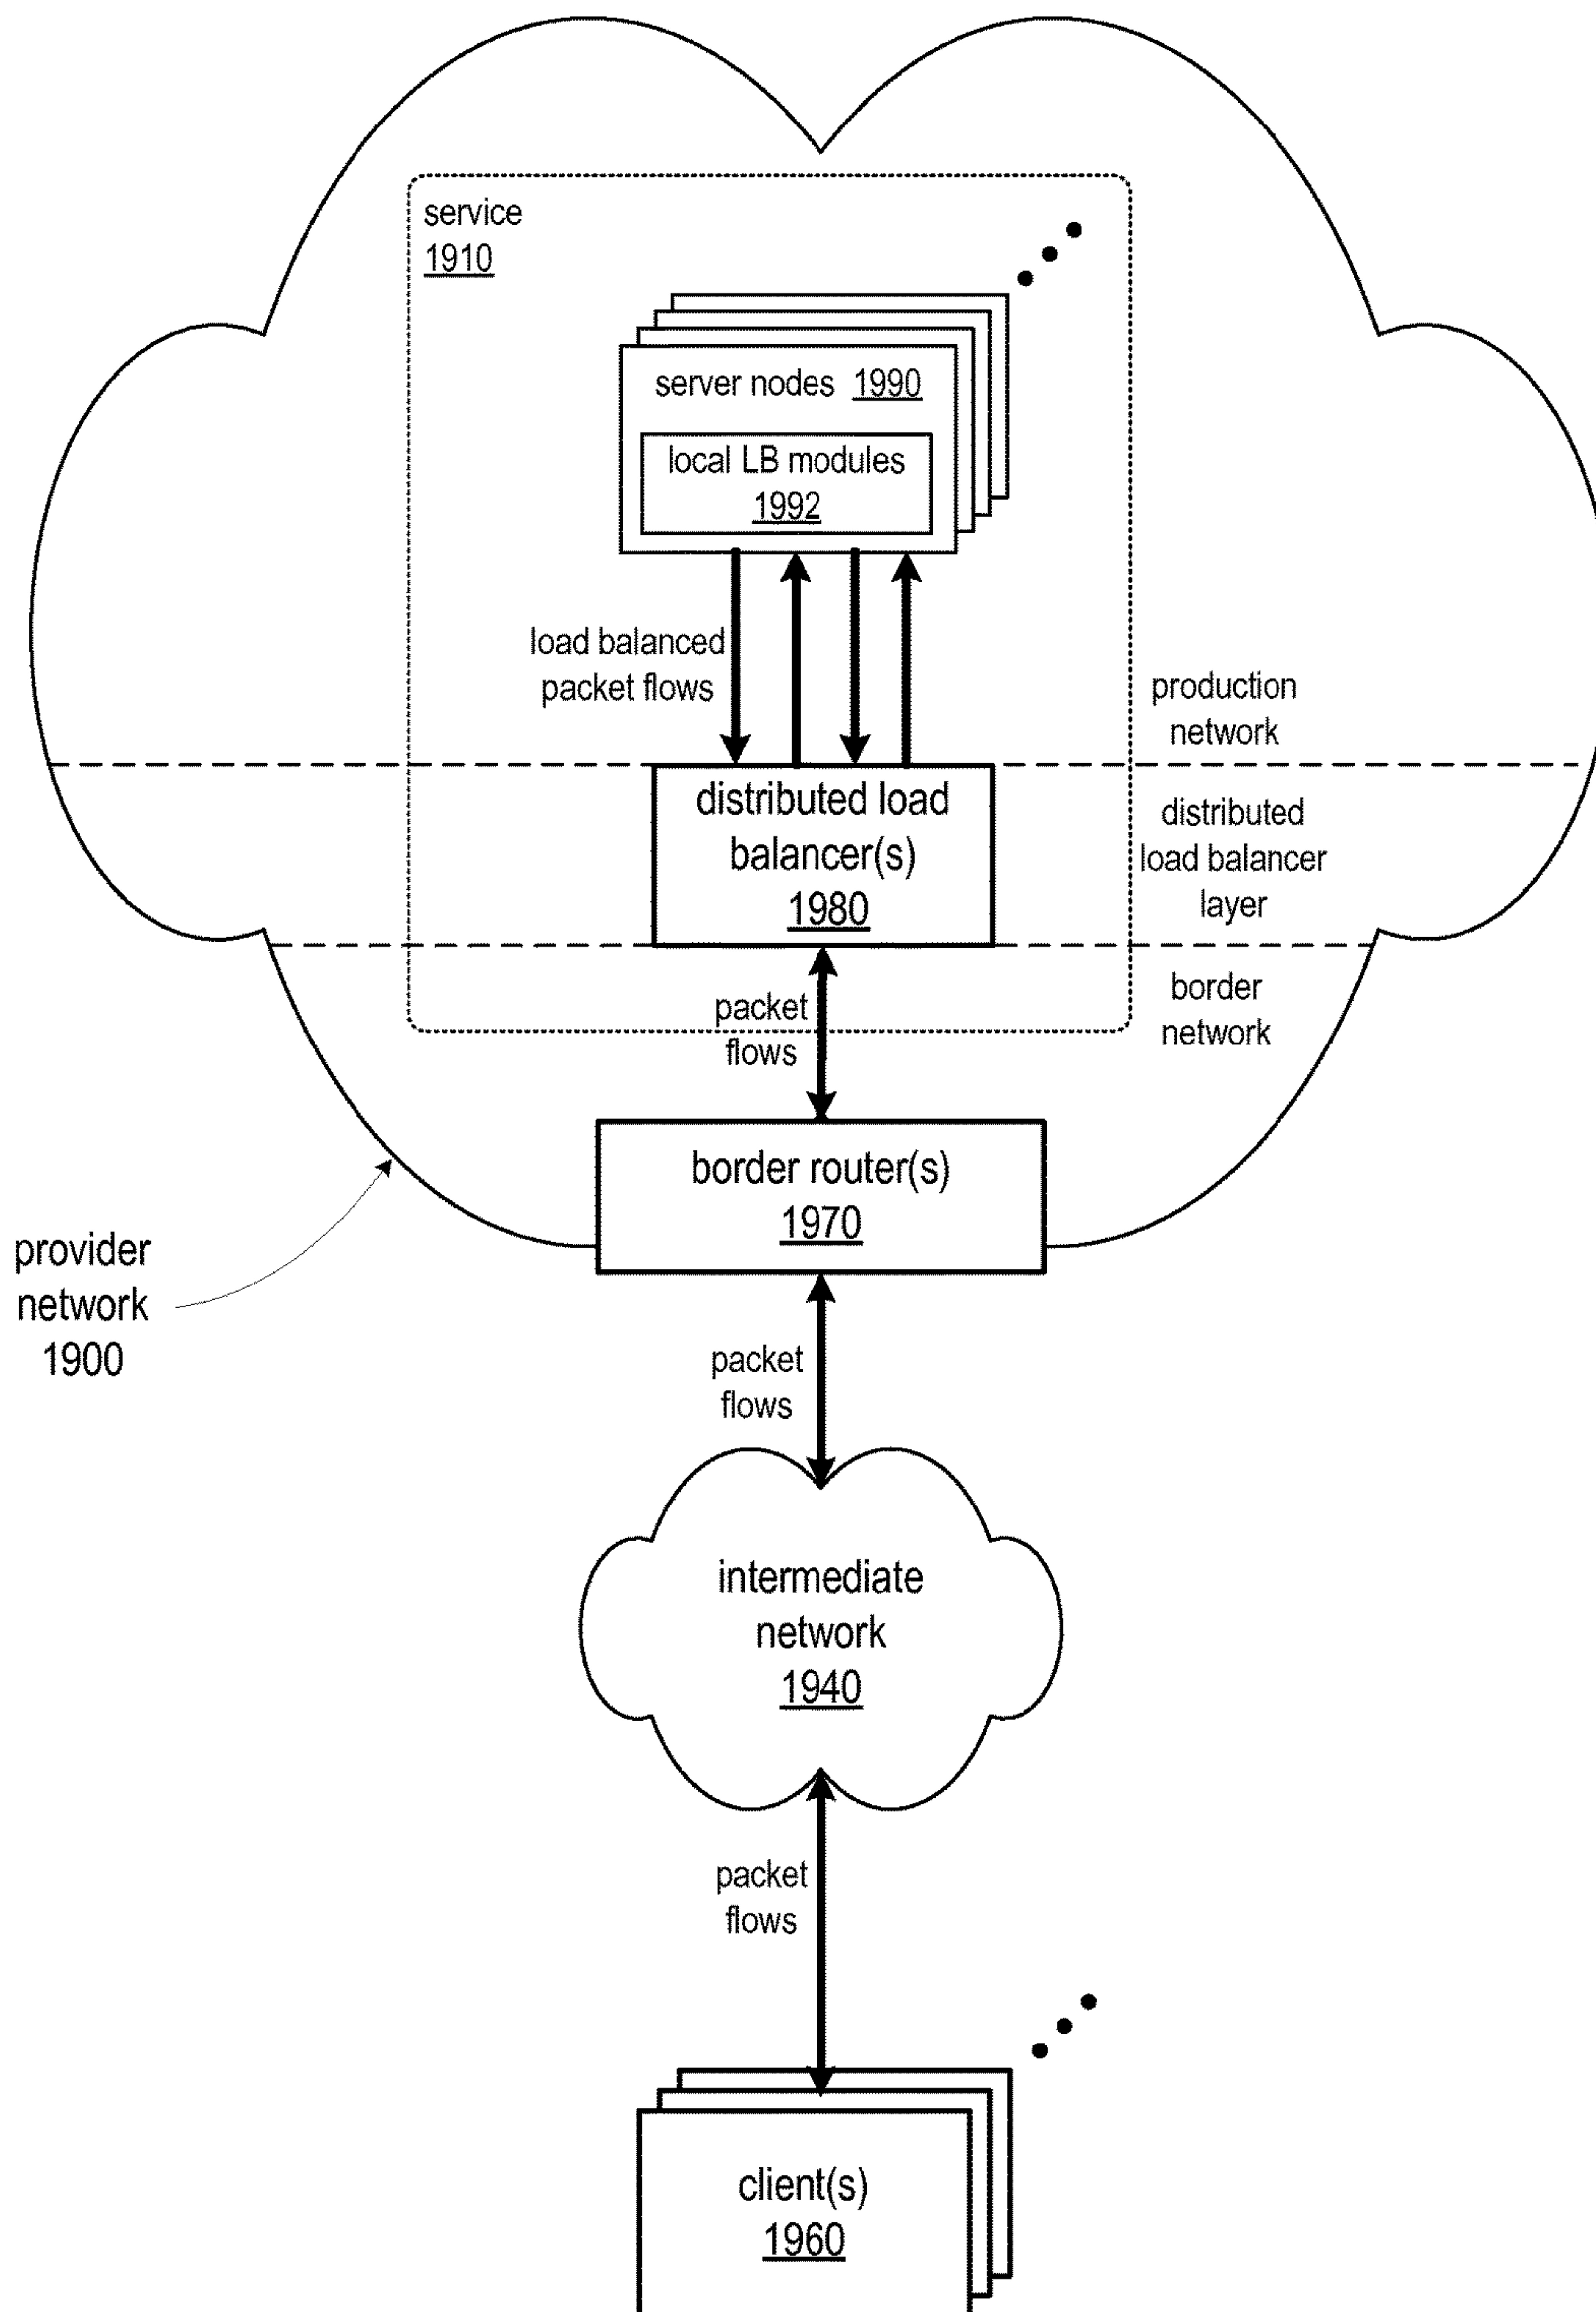 service
1910
server nodes 1990
local LB modules
1992
load balanced
packet flows
production
network
distributed load
balancer(s)
1980
distributed
load balancer
layer
packet
flows
border
network
border router(s)
1970
provider
network
1900
packet
flows
intermediate
network
1940
packet
flows
client(s)
1960